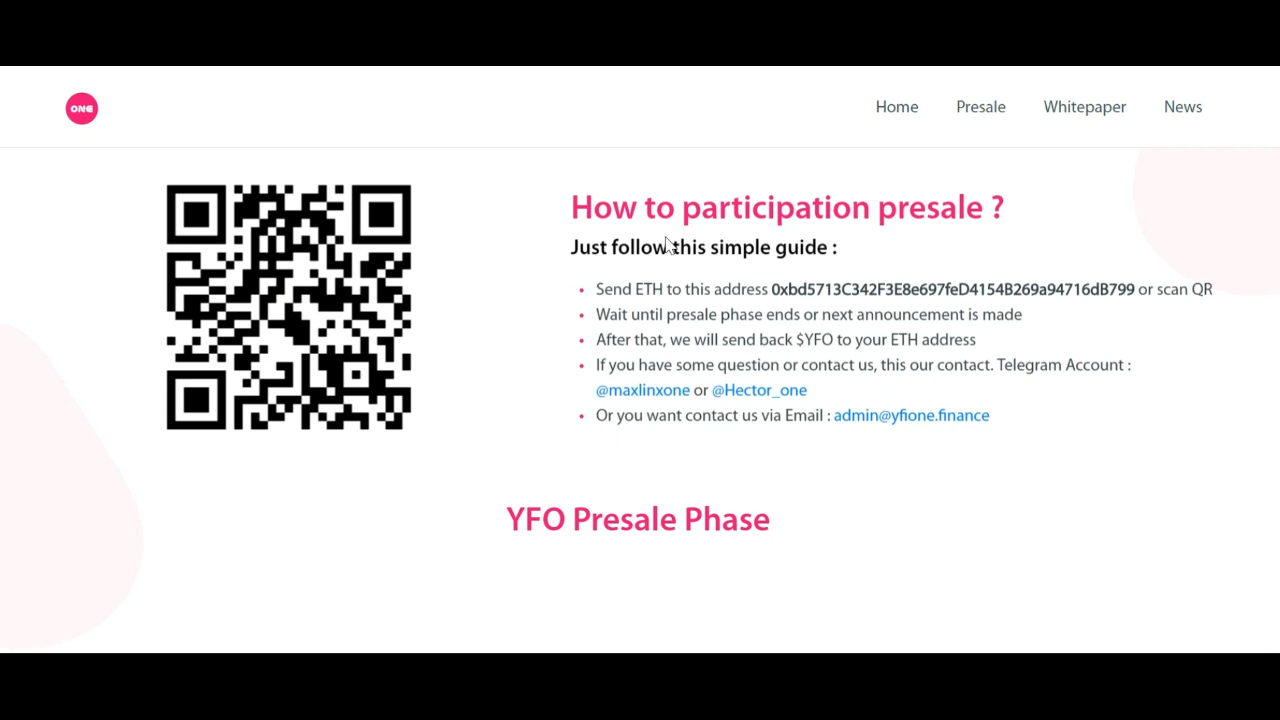 ONE
Home Presale Whitepaper News
How to participation presale ?
Just follow this simple guide :
Send ETH to this address 0xbd5713C342F3E8e697feD4154B269a94716dB799 or scan QR
Wait until presale phase ends or next announcement is made
After that, we will send back $YFO to your ETH address
If you have some question or contact us, this our contact. Telegram Account :
@maxlinxone or @Hector_one
Or you want contact us via Email : admin@yfione.finance
YFO Presale Phase